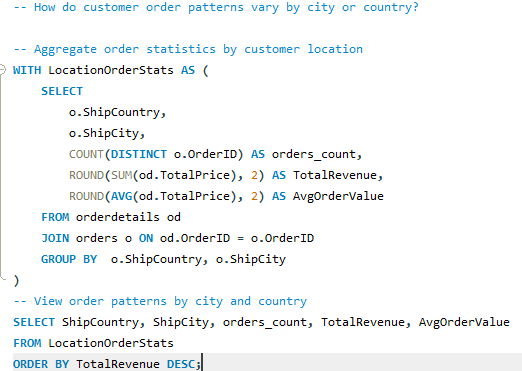 -- How do customer order patterns vary by city or country?
-- Aggregate order statistics by customer location
WITH LocationOrderStats AS (
SELECT
o.ShipCountry,
o.ShipCity,
COUNT(DISTINCT o.OrderID) AS orders_count,
ROUND(SUM(od.TotalPrice), 2) AS TotalRevenue,
ROUND(AVG(od.TotalPrice), 2) AS AvgOrderValue
FROM orderdetails od
JOIN orders o ON od.OrderID = o.OrderID
GROUP BY  o.ShipCountry, o.ShipCity
)
-- View order patterns by city and country
SELECT ShipCountry, ShipCity, orders_count, TotalRevenue, AvgOrderValue
FROM LocationOrderStats
ORDER BY TotalRevenue DESC;